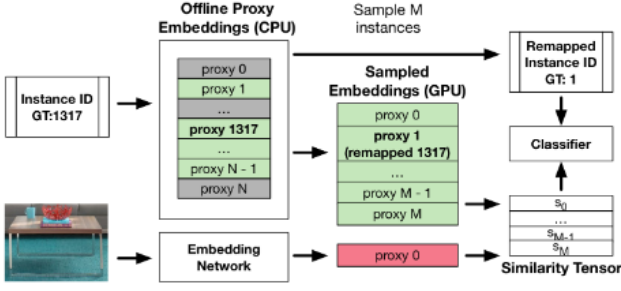 Offline Proxy
Embeddings (CPU)
Sample M
instances
Instance ID
GT:1317
proxy 0
proxy 1
...
proxy 1317
...
proxy N - 1
proxy N
Sampled
Embeddings (GPU)
proxy 0
proxy 1
(remapped 1317)
...
proxy M - 1
proxy M
Remapped
Instance ID
GT: 1
Classifier
s0
...
sM-1
sM
Similarity Tensor
Embedding
Network
proxy 0